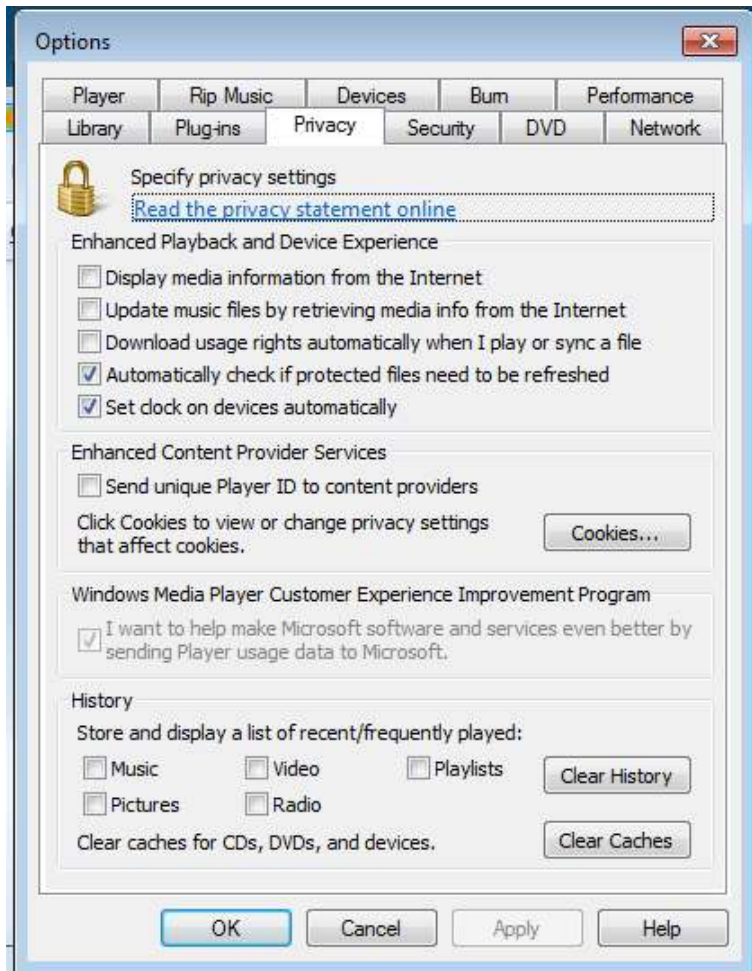 Options
Player Rip Music Devices Burn Performance
Library Plug-ins Privacy Security DVD Network
Specify privacy settings
Read the privacy statement online
Enhanced Playback and Device Experience
Display media information from the Internet
Update music files by retrieving media info from the Internet
Download usage rights automatically when I play or sync a file
Automatically check if protected files need to be refreshed
Set clock on devices automatically
Enhanced Content Provider Services
Send unique Player ID to content providers
Click Cookies to view or change privacy settings
that affect cookies.
Cookies...
Windows Media Player Customer Experience Improvement Program
I want to help make Microsoft software and services even better by
sending Player usage data to Microsoft.
History
Store and display a list of recent/frequently played:
Music Video Playlists Clear History
Pictures Radio
Clear caches for CDs, DVDs, and devices. Clear Caches
OK Cancel Apply Help